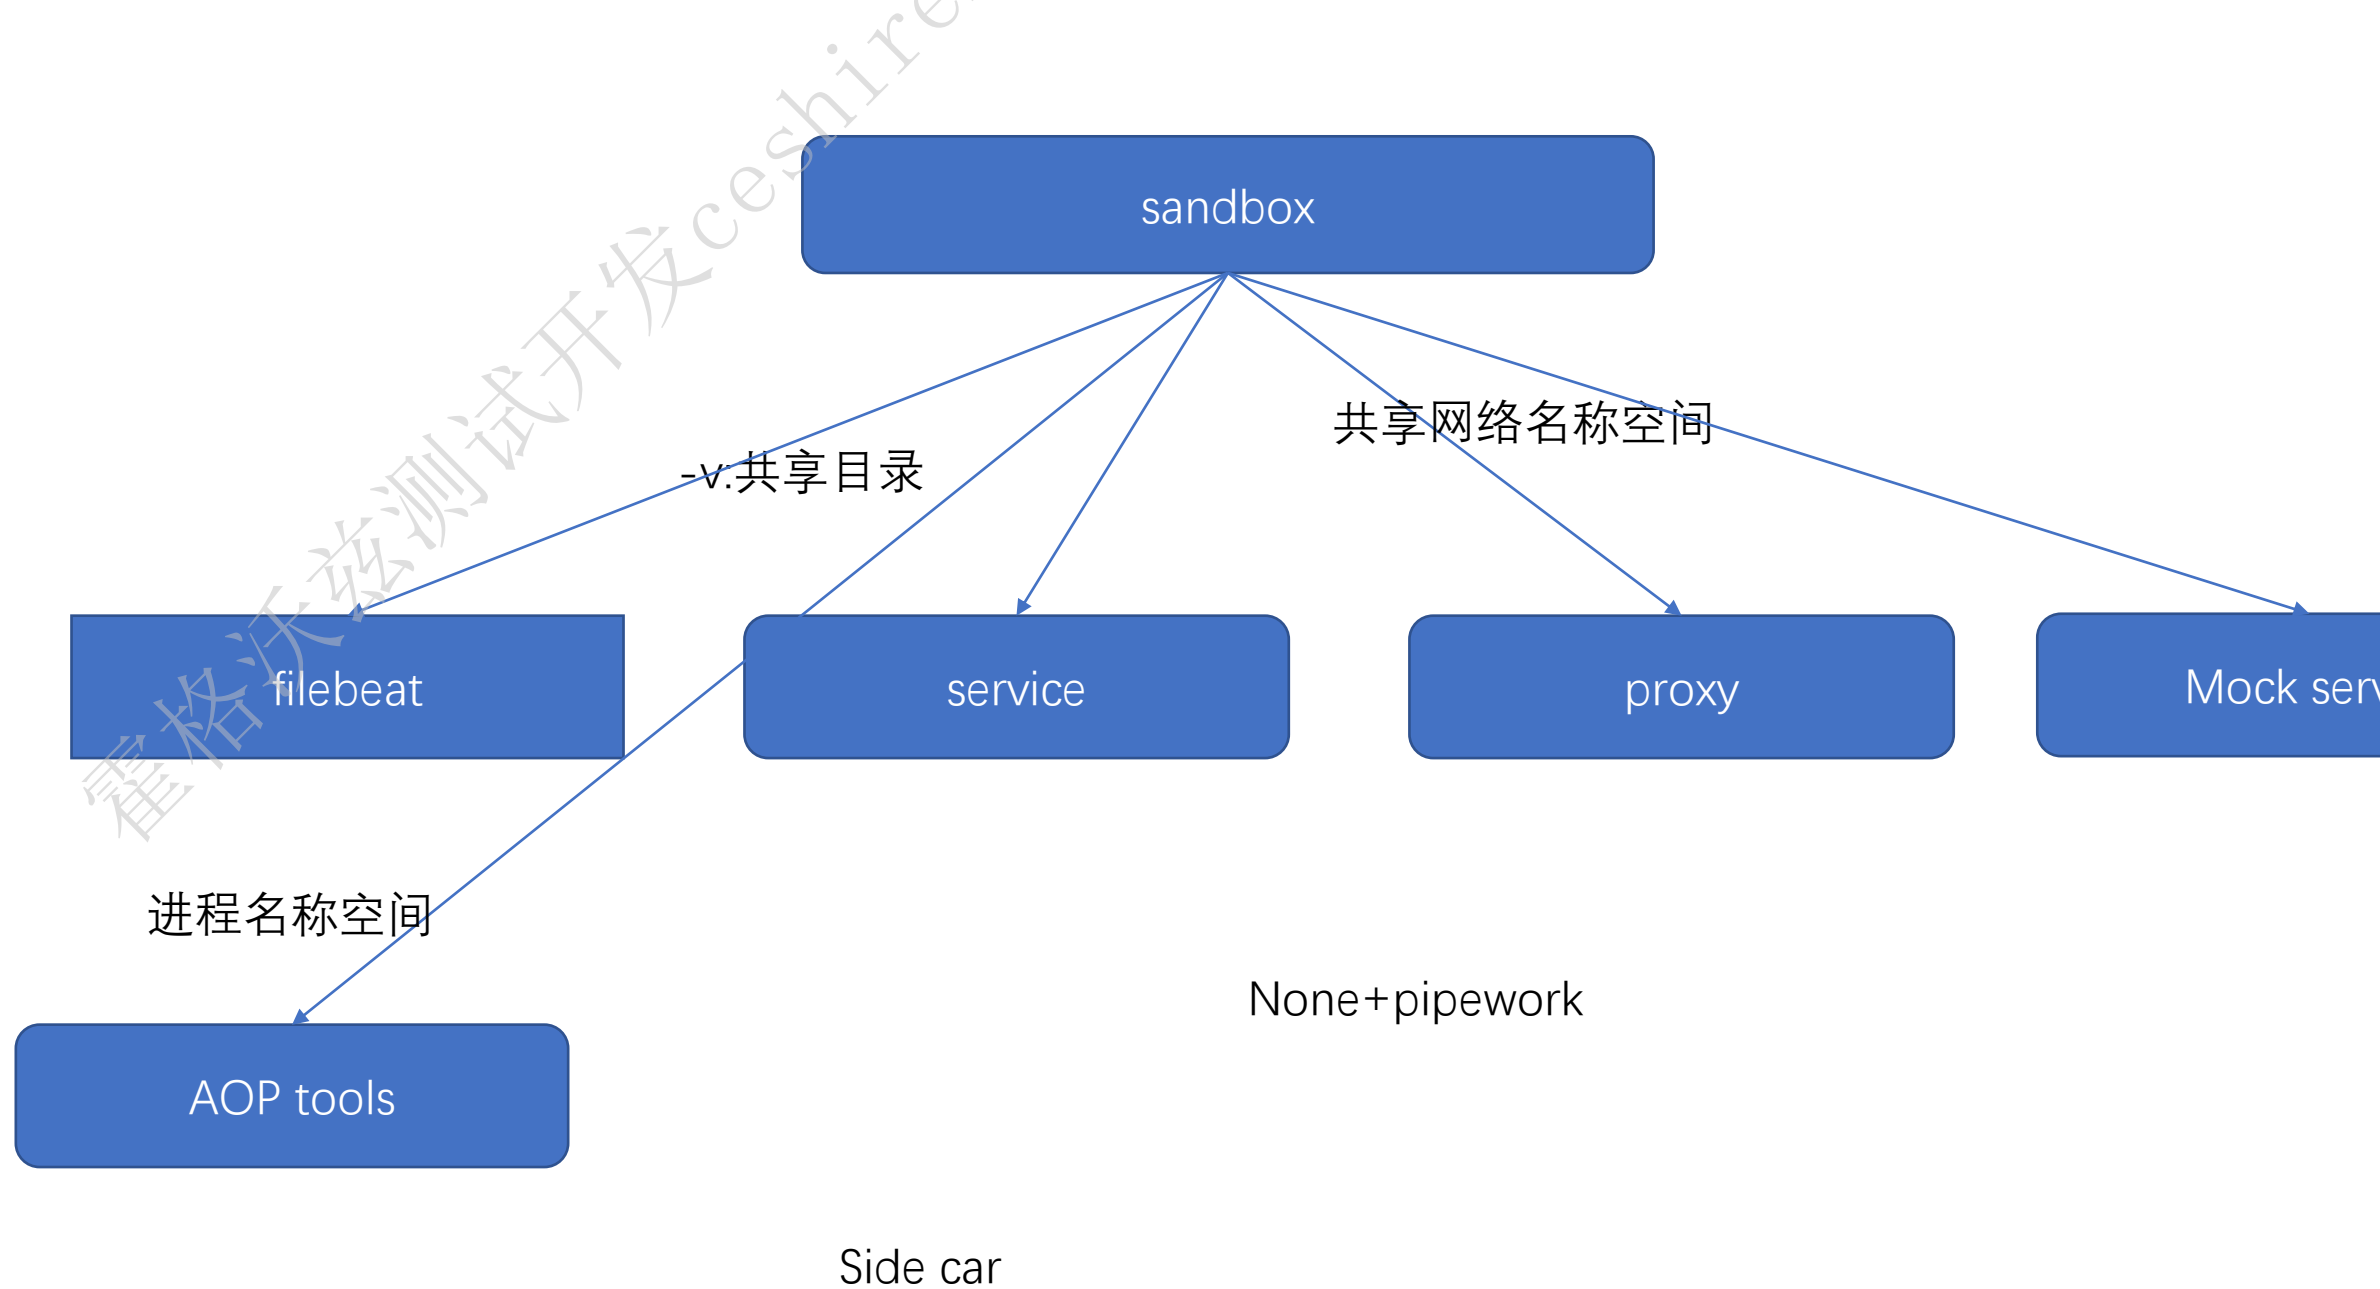 霍格沃兹测试开发ceshire
sandbox
共享网络名称空间
-v:共享目录
filebeat
service
proxy
Mock serv
进程名称空间
None+pipework
AOP tools
Side car